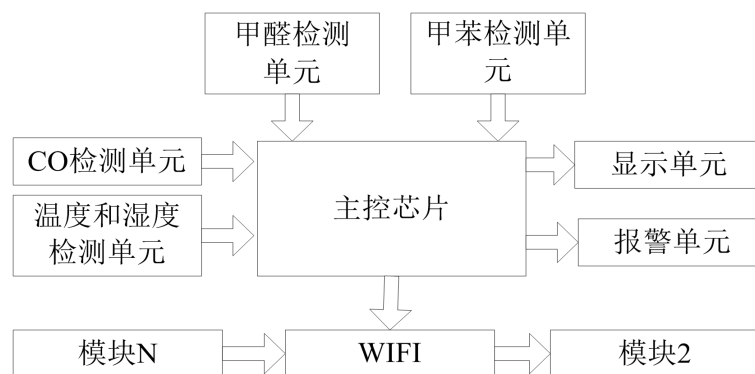 甲醛检测
单元
甲苯检测单
元
CO检测单元
温度和湿度
检测单元
主控芯片
显示单元
报警单元
模块N
WIFI
模块2